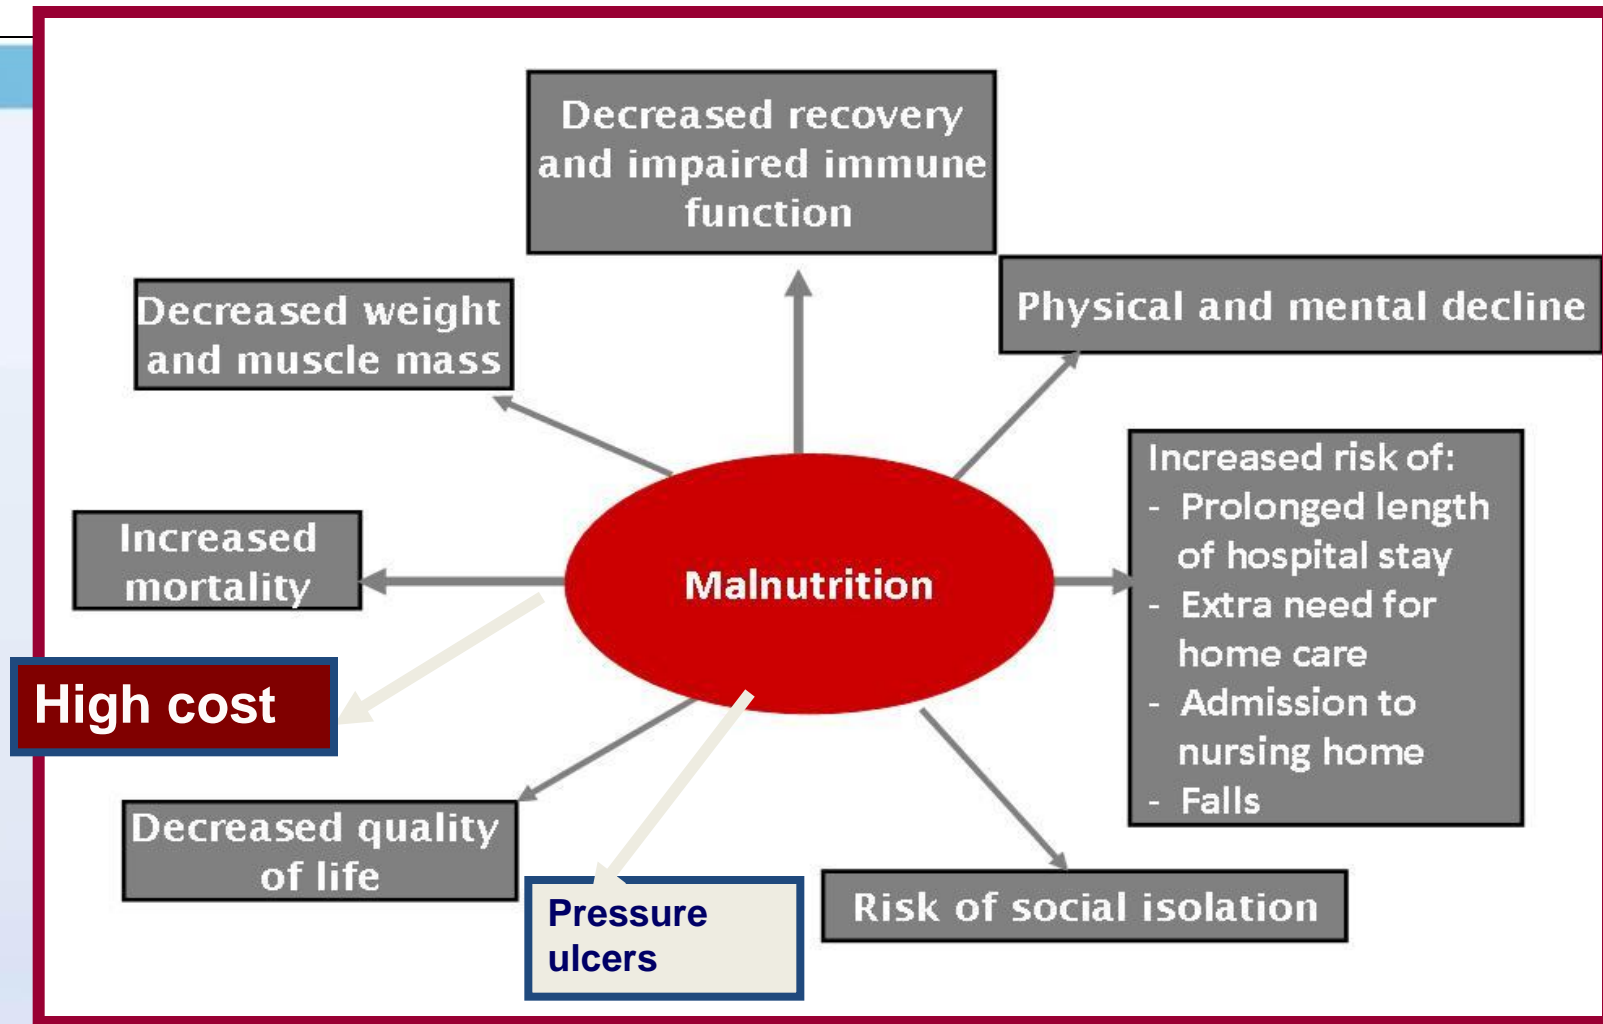 Decreased recovery
and impaired immune
function
Physical and mental decline
Decreased weight
and muscle mass
Increased risk of:
- Prolonged length
of hospital stay
- Extra need for
home care
- Admission to
nursing home
- Falls
Increased
mortality
Malnutrition
High cost
Decreased quality
of life
Pressure
ulcers
Risk of social isolation